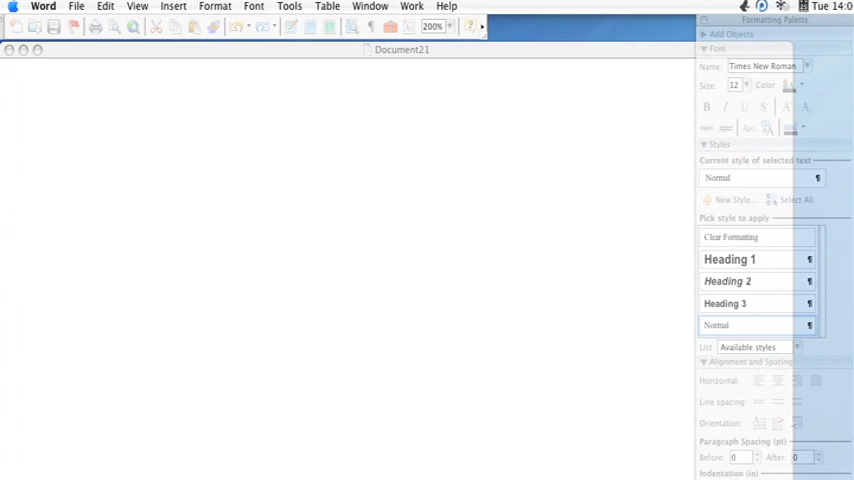 Word File Edit View Insert Format Font Tools Table Window Work Help Tue 14:0
200%
Document21
Formatting Palette
Add Objects
Font
Name: Times New Roman
Size: 12 Color:
B I U S A A
Abc
Styles
Current style of selected text
Normal ¶
New Style... Select All
Pick style to apply
Clear Formatting
Heading 1 ¶
Heading 2 ¶
Heading 3 ¶
Normal ¶
List Available styles
Alignment and Spacing
Horizontal:
Line spacing:
Orientation:
Paragraph Spacing (pt)
Before: 0 After: 0
Indentation (in)